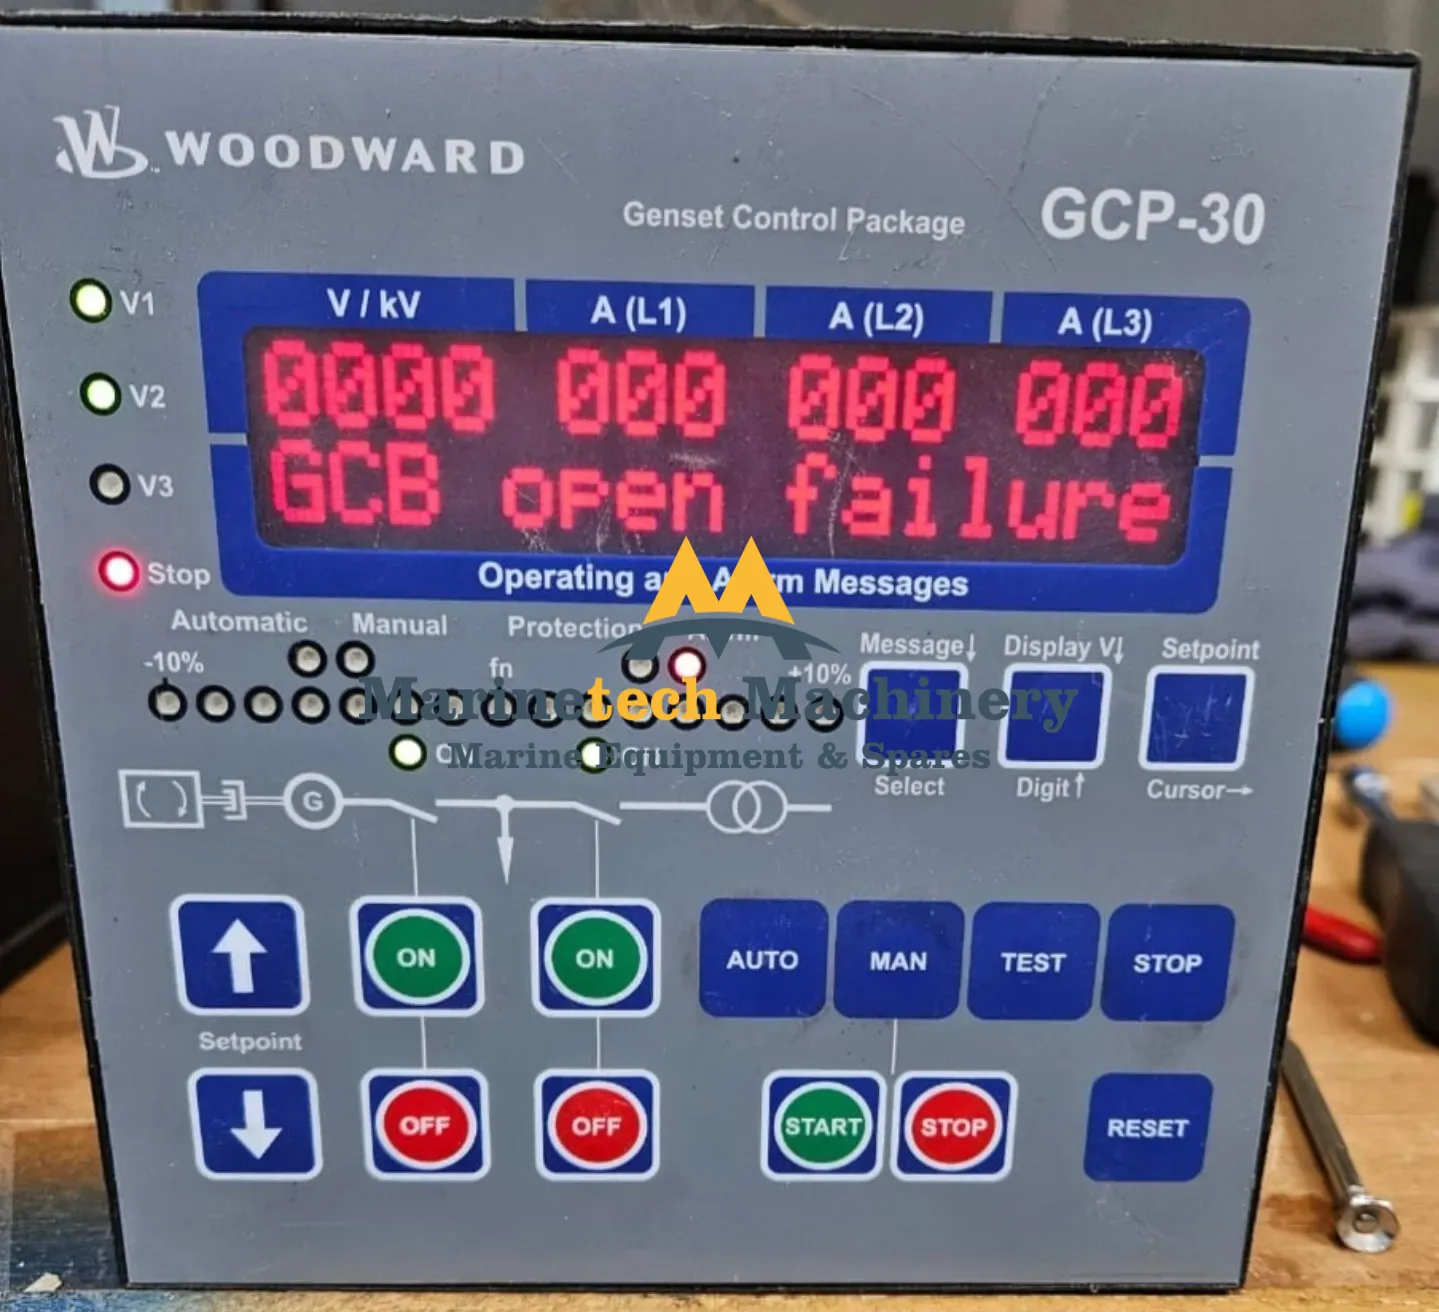 WOODWARD
Genset Control Package
GCP-30
V1
V2
V3
Stop
V / kV A (L1) A (L2) A (L3)
0000 000 000 000
GCB open failure
Operating Alarm Messages
Automatic Manual Protection Alarm
-10% fn +10%
Message↓ Display V↓ Setpoint
Marinetech Machinery
Marine Equipment & Spares
Select Digit↑ Cursor→
G
ON ON
AUTO MAN TEST STOP
Setpoint
OFF OFF
START STOP
RESET